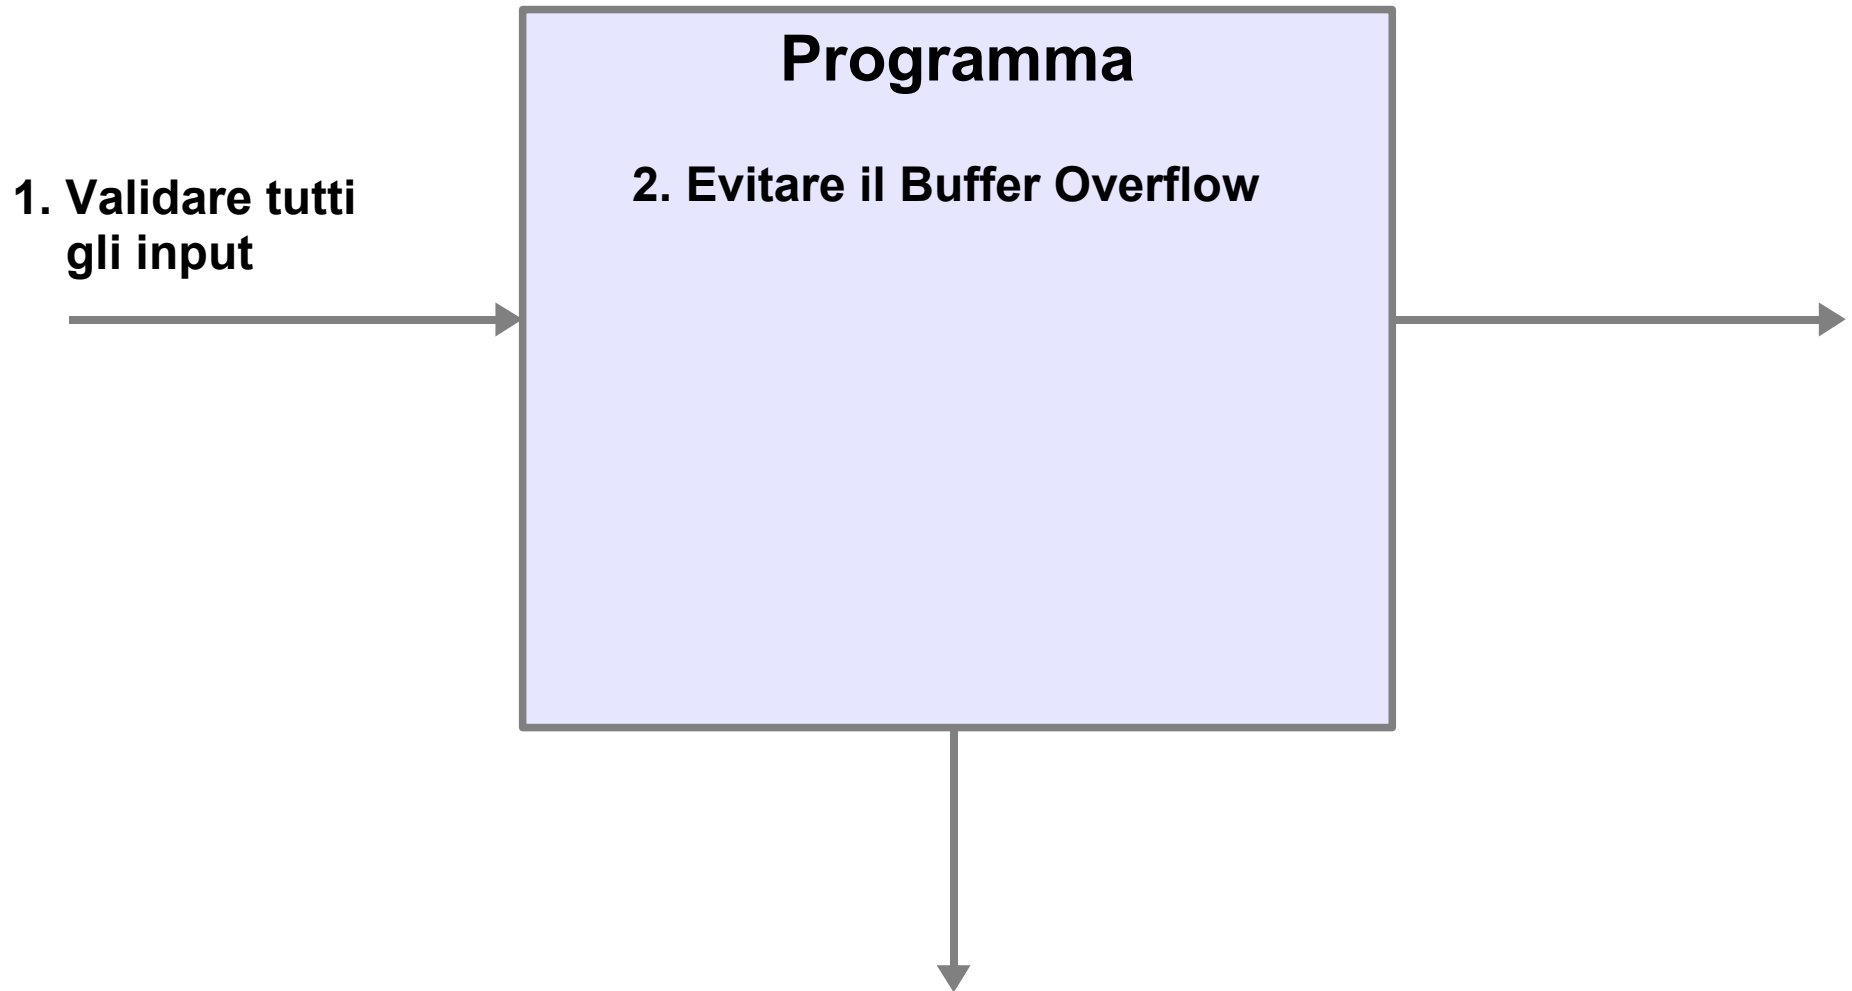 Programma
1. Validare tutti
gli input
2. Evitare il Buffer Overflow